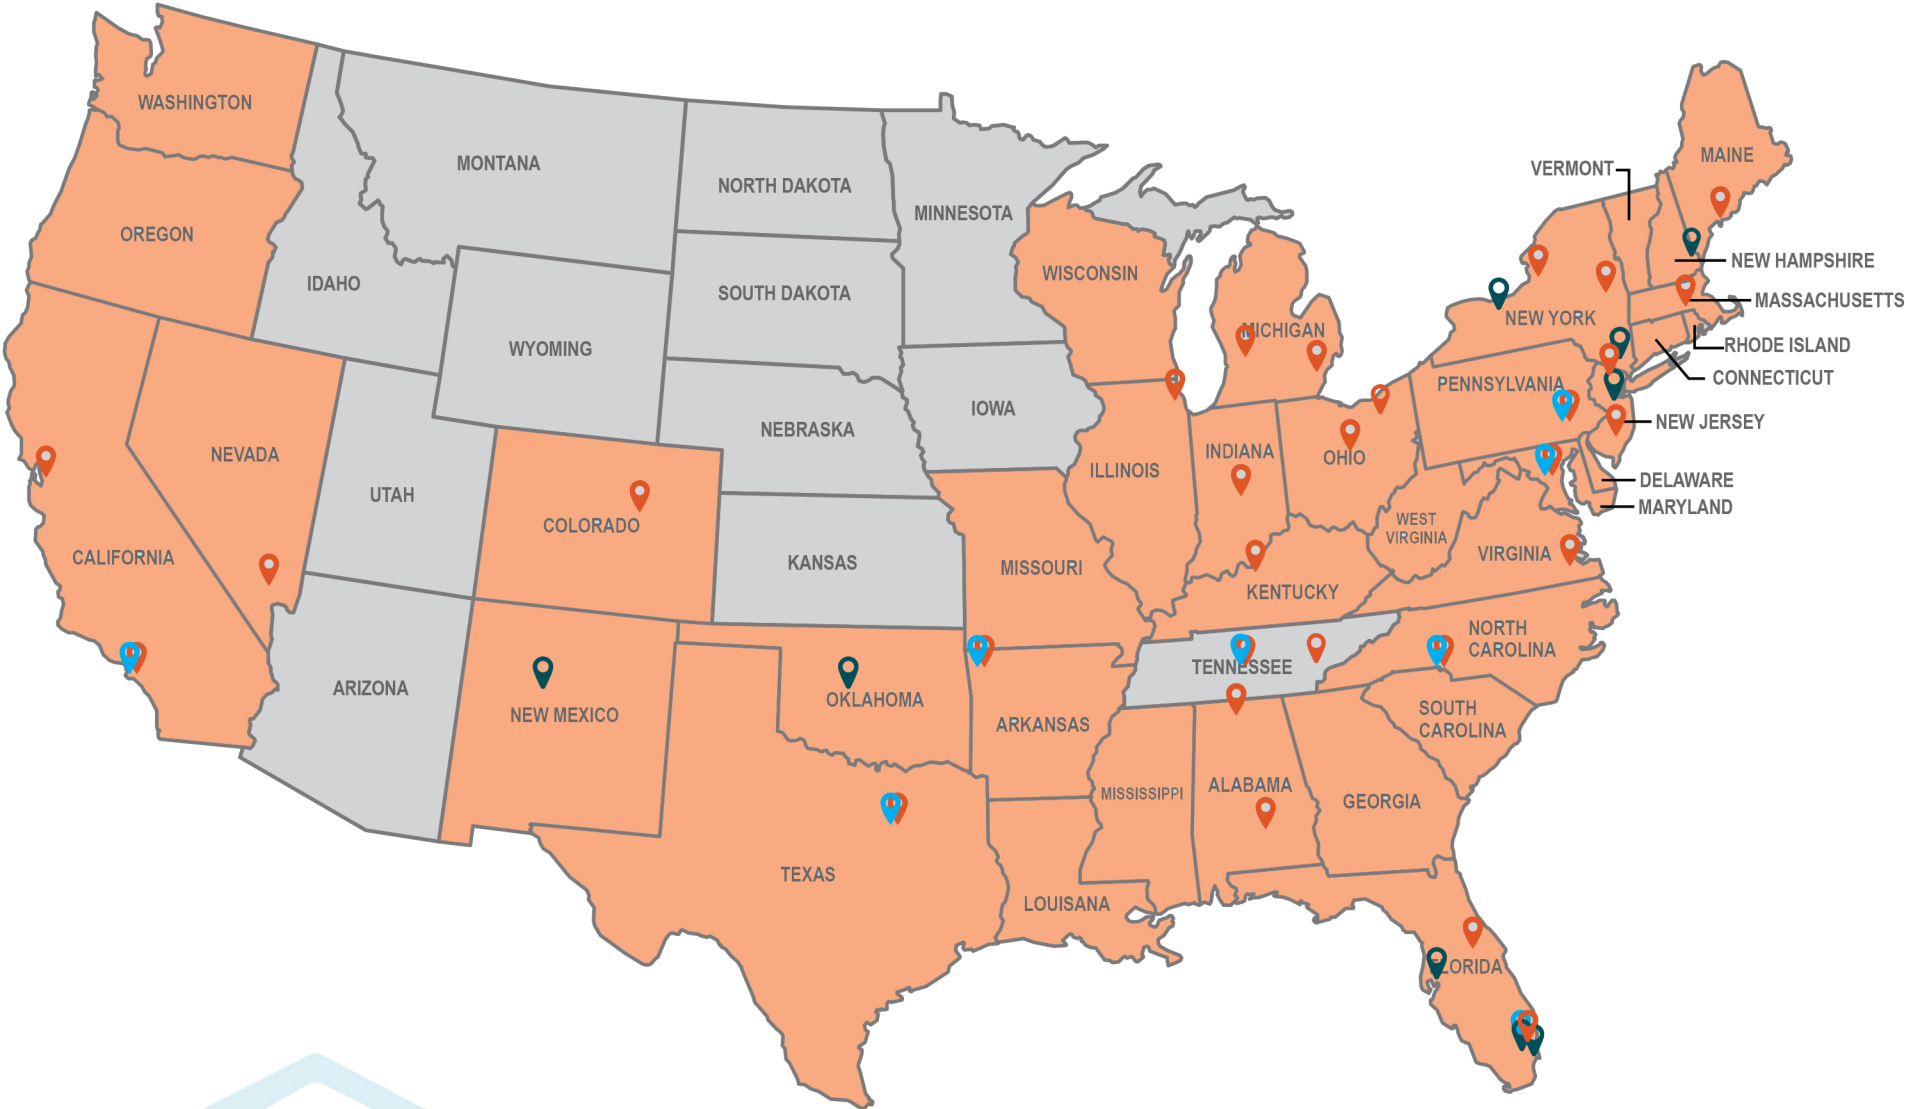 WASHINGTON
MONTANA
NORTH DAKOTA
MINNESOTA
VERMONT
MAINE
OREGON
IDAHO
SOUTH DAKOTA
WISCONSIN
NEW HAMPSHIRE
MASSACHUSETTS
WYOMING
MICHIGAN
NEW YORK
RHODE ISLAND
CONNECTICUT
IOWA
PENNSYLVANIA
NEBRASKA
NEW JERSEY
NEVADA
UTAH
ILLINOIS
INDIANA
OHIO
DELAWARE
MARYLAND
COLORADO
WEST
VIRGINIA
CALIFORNIA
KANSAS
MISSOURI
VIRGINIA
KENTUCKY
NORTH
CAROLINA
ARIZONA
NEW MEXICO
OKLAHOMA
TENNESSEE
ARKANSAS
SOUTH
CAROLINA
MISSISSIPPI
ALABAMA
GEORGIA
TEXAS
LOUISANA
FLORIDA